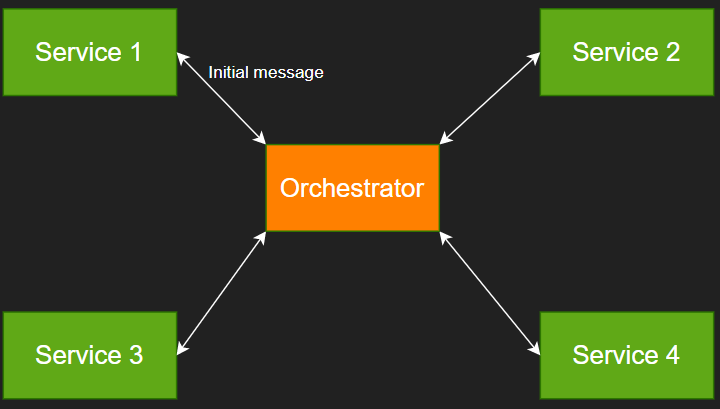 Service 1
Service 2
Initial message
Orchestrator
Service 3
Service 4